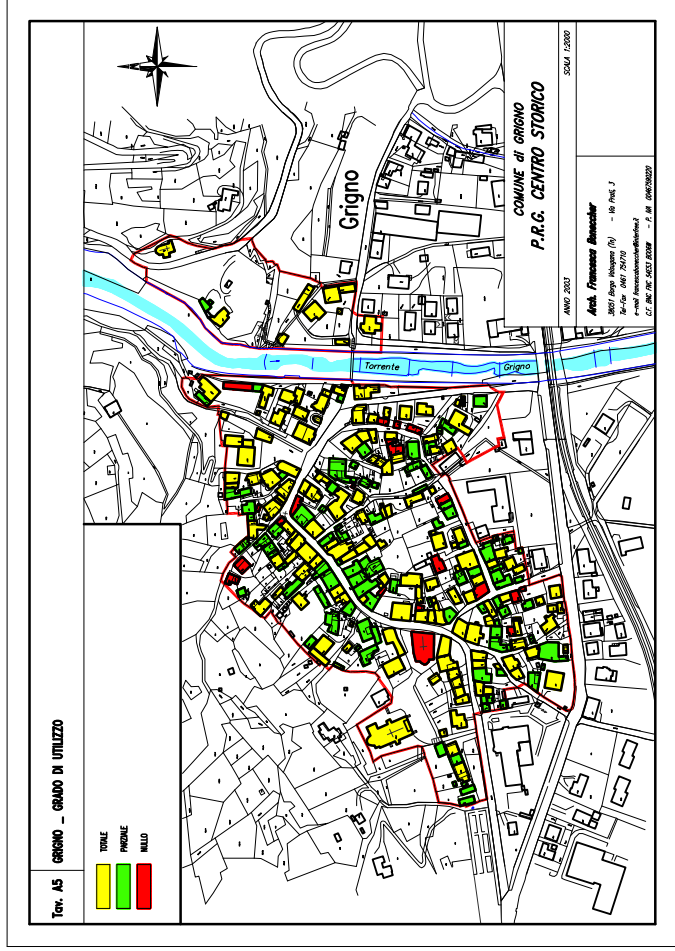 Tav. A5 GRIGNO _ GRADO DI UTILIZZO
TOTALE
PARZIALE
NULLO
Grigno
Torrente Grigno
COMUNE di GRIGNO
P.R.G. CENTRO STORICO
ANNO 2003 SCALA 1:2000
Arch. Francesco Benecher
38051 Borgo Valsugana (Tn) - Via Prati, 3
Tel-Fax 0461 754710